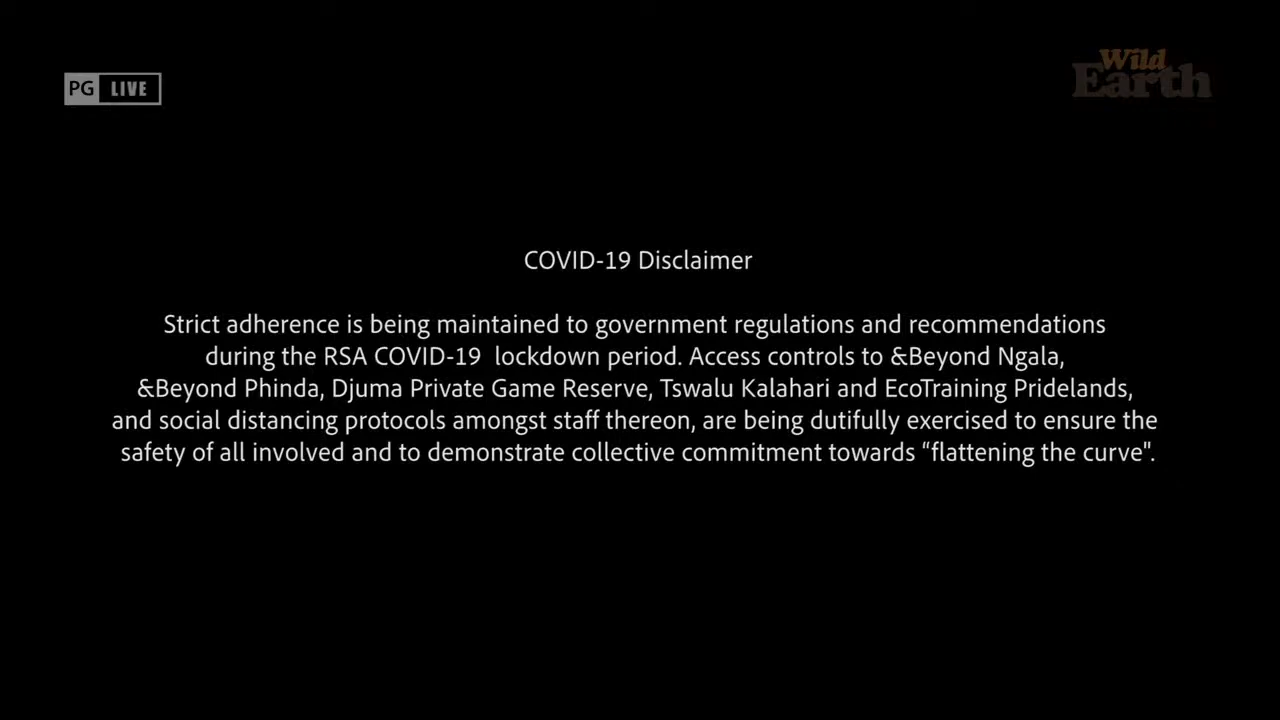 PG LIVE
Wild
Earth
COVID-19 Disclaimer
Strict adherence is being maintained to government regulations and recommendations
during the RSA COVID-19 lockdown period. Access controls to &Beyond Ngala,
&Beyond Phinda, Djuma Private Game Reserve, Tswalu Kalahari and EcoTraining Pridelands,
and social distancing protocols amongst staff thereon, are being dutifully exercised to ensure the
safety of all involved and to demonstrate collective commitment towards “flattening the curve”.